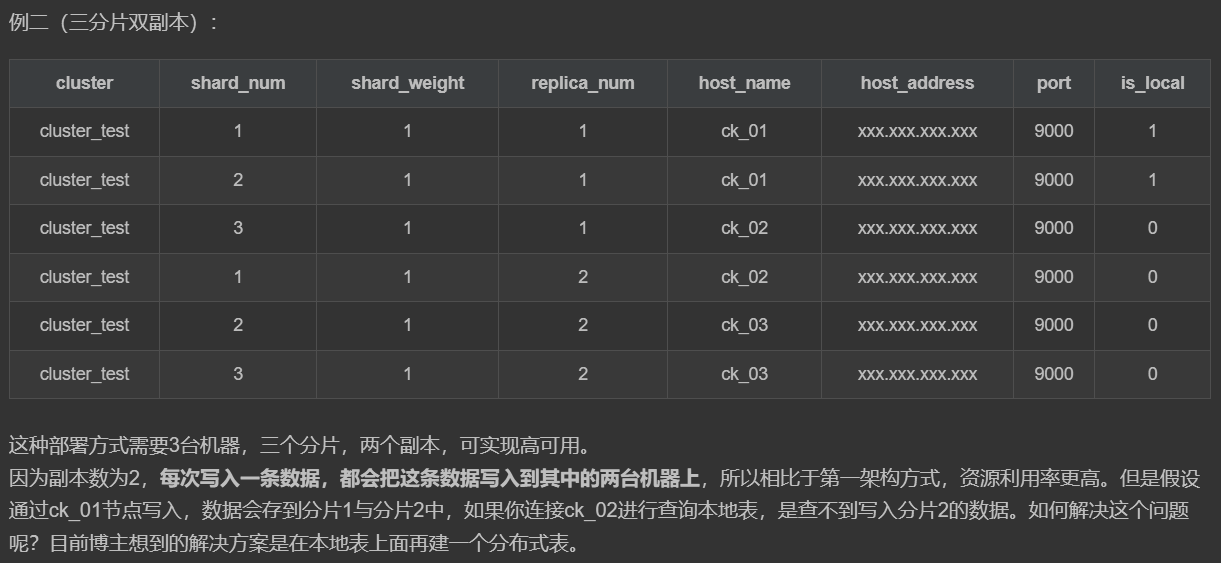 例二（三分片双副本）：
cluster shard_num shard_weight replica_num host_name host_address port is_local
cluster_test 1 1 1 ck_01 xxx.xxx.xxx.xxx 9000 1
cluster_test 2 1 1 ck_01 xxx.xxx.xxx.xxx 9000 1
cluster_test 3 1 1 ck_02 xxx.xxx.xxx.xxx 9000 0
cluster_test 1 1 2 ck_02 xxx.xxx.xxx.xxx 9000 0
cluster_test 2 1 2 ck_03 xxx.xxx.xxx.xxx 9000 0
cluster_test 3 1 2 ck_03 xxx.xxx.xxx.xxx 9000 0
这种部署方式需要3台机器，三个分片，两个副本，可实现高可用。
因为副本数为2，每次写入一条数据，都会把这条数据写入到其中的两台机器上，所以相比于第一架构方式，资源利用率更高。但是假设
通过ck_01节点写入，数据会存到分片1与分片2中，如果你连接ck_02进行查询本地表，是查不到写入分片2的数据。如何解决这个问题
呢？目前博主想到的解决方案是在本地表上面再建一个分布式表。